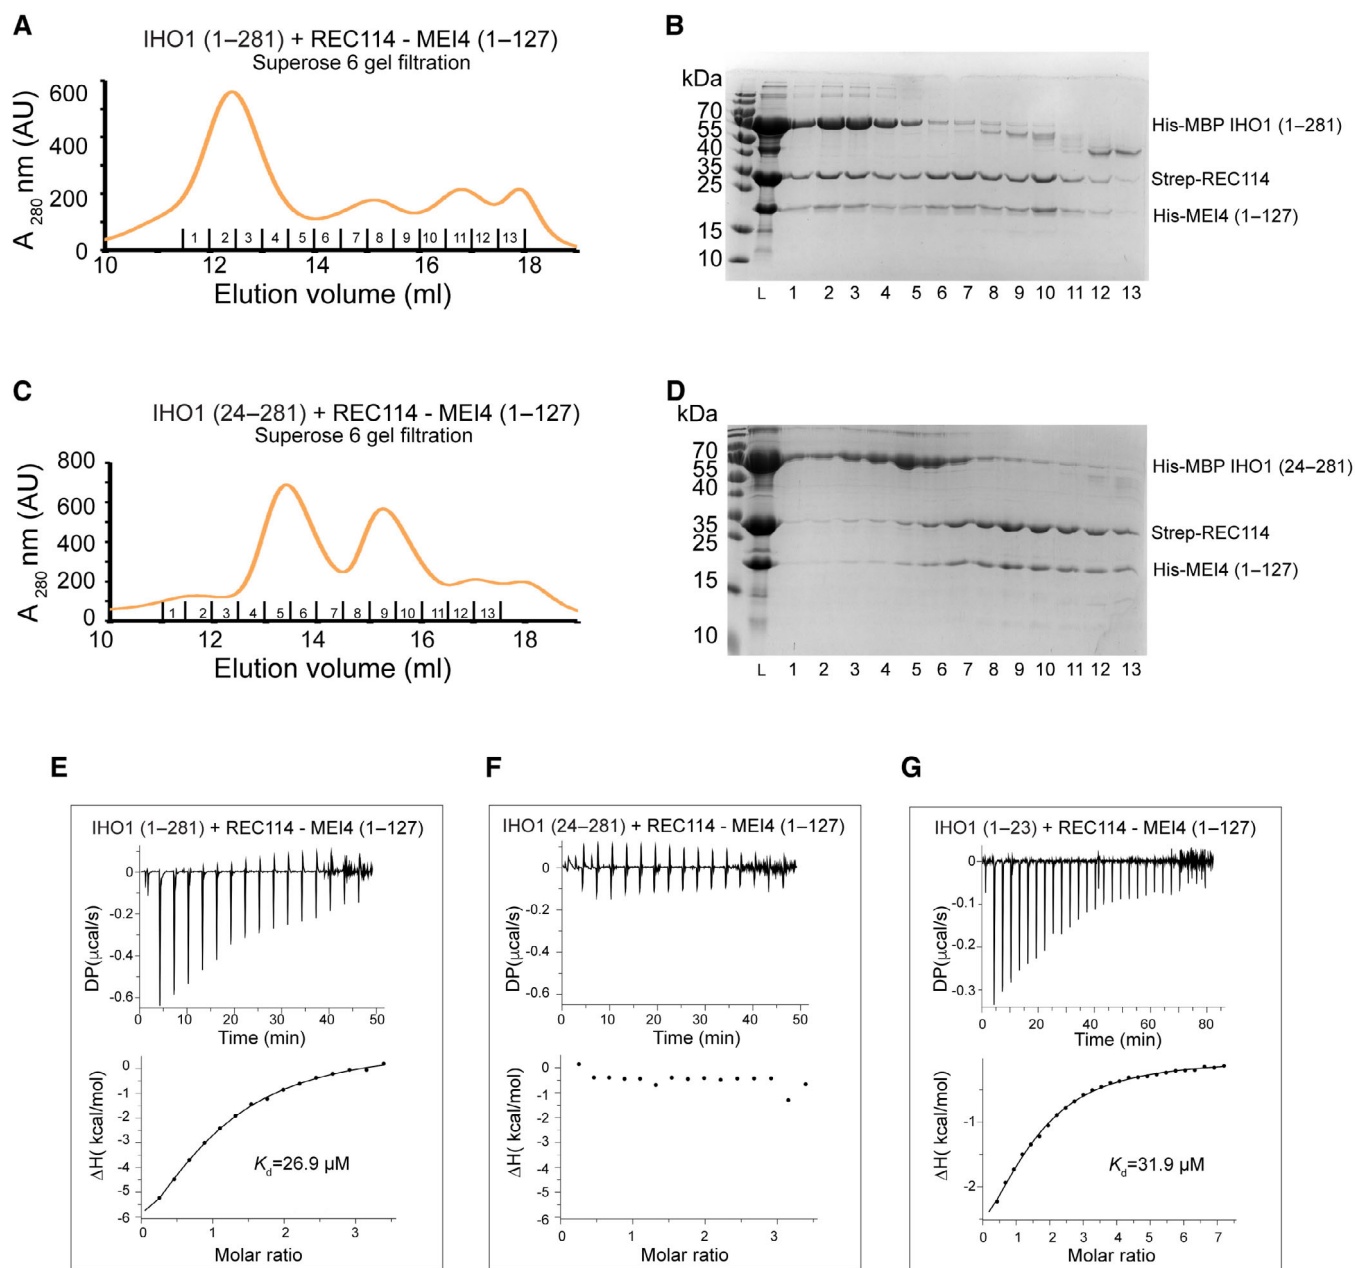 A
IHO1 (1–281) + REC114 - MEI4 (1–127)
Superose 6 gel filtration
A 280 nm (AU)
600
400
200
0
1 2 3 4 5 6 7 8 9 10 11 12 13
10 12 14 16 18
Elution volume (ml)
B
kDa
70
55
40
35
25
15
10
His-MBP IHO1 (1–281)
Strep-REC114
His-MEI4 (1–127)
L 1 2 3 4 5 6 7 8 9 10 11 12 13
C
IHO1 (24–281) + REC114 - MEI4 (1–127)
Superose 6 gel filtration
A 280 nm (AU)
800
600
400
200
0
1 2 3 4 5 6 7 8 9 10 11 12 13
10 12 14 16 18
Elution volume (ml)
D
kDa
70
55
40
35
25
15
10
His-MBP IHO1 (24–281)
Strep-REC114
His-MEI4 (1–127)
L 1 2 3 4 5 6 7 8 9 10 11 12 13
E
IHO1 (1–281) + REC114 - MEI4 (1–127)
DP(μcal/s)
0
-0.2
-0.4
-0.6
0 10 20 30 40 50
Time (min)
ΔH( kcal/mol)
0
-1
-2
-3
-4
-5
-6
Kd=26.9 μM
0 1 2 3
Molar ratio
F
IHO1 (24–281) + REC114 - MEI4 (1–127)
DP(μcal/s)
0
-0.2
-0.4
-0.6
0 10 20 30 40 50
Time (min)
ΔH( kcal/mol)
0
-1
-2
-3
-4
-5
-6
1 2 3
Molar ratio
G
IHO1 (1–23) + REC114 - MEI4 (1–127)
DP(μcal/s)
0
-0.1
-0.2
-0.3
0 20 40 60 80
Time (min)
ΔH( kcal/mol)
-1
-2
Kd=31.9 μM
0 1 2 3 4 5 6 7
Molar ratio